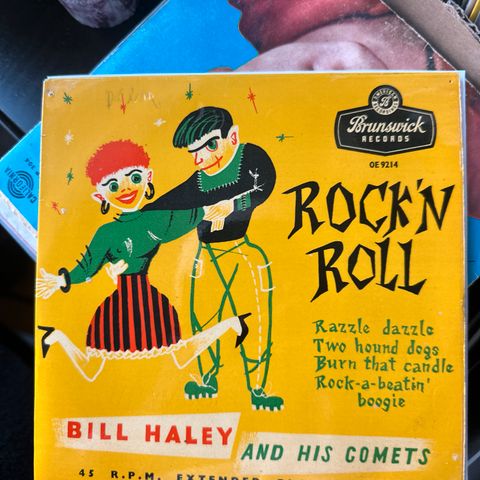 AMERICAN
Brunswick
RECORDS
OE 9214
ROCK'N
ROLL
Razzle dazzle
Two hound dogs
Burn that candle
Rock-a-beatin'
boogie
BILL HALEY
AND HIS COMETS
45 R.P.M. EXTENDED